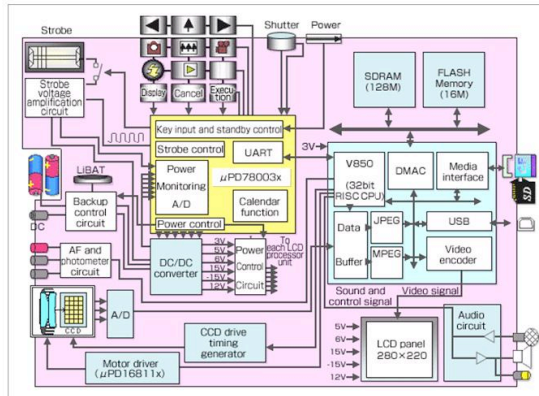 Shutter
Power
Strobe
Strobe
voltage
amplification
circuit
Display
Cancel
Execu
tion
SDRAM
(128M)
FLASH
Memory
(16M)
Key input and standby control
Strobe control
UART
μPD78003x
Power
Monitoring
A/D
Calendar
function
Power control
3V
V850
(32bit
RISC CPU)
DMAC
Media
interface
SD
LiBAT
Backup
control
circuit
DC
Data
Buffer
JPEG
MPEG
USB
Video
encoder
AF and
photometer
circuit
DC/DC
converter
3V
5V
6V
15V
-15V
12V
Power
Control
Circuit
To
each LCD
processor
unit
Sound and
control signal
Video signal
CCD
A/D
CCD drive
timing
generator
Motor driver
(μPD16811x)
5V
6V
15V
-15V
12V
LCD panel
280×220
Audio
circuit